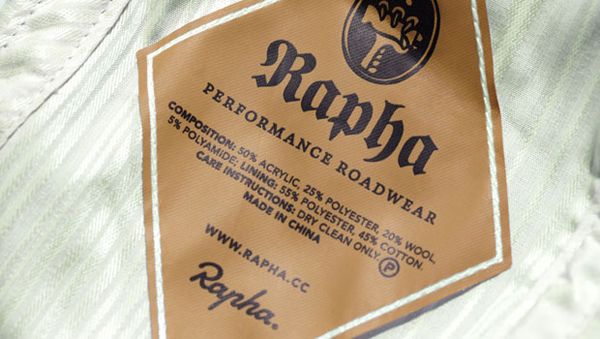 Rapha
PERFORMANCE ROADWEAR
COMPOSITION: 50% ACRYLIC, 25% POLYESTER, 20% WOOL,
5% POLYAMIDE: LINING: 55% POLYESTER, 45% COTTON.
CARE INSTRUCTIONS: DRY CLEAN ONLY. P
MADE IN CHINA
WWW.RAPHA.CC
Rapha.